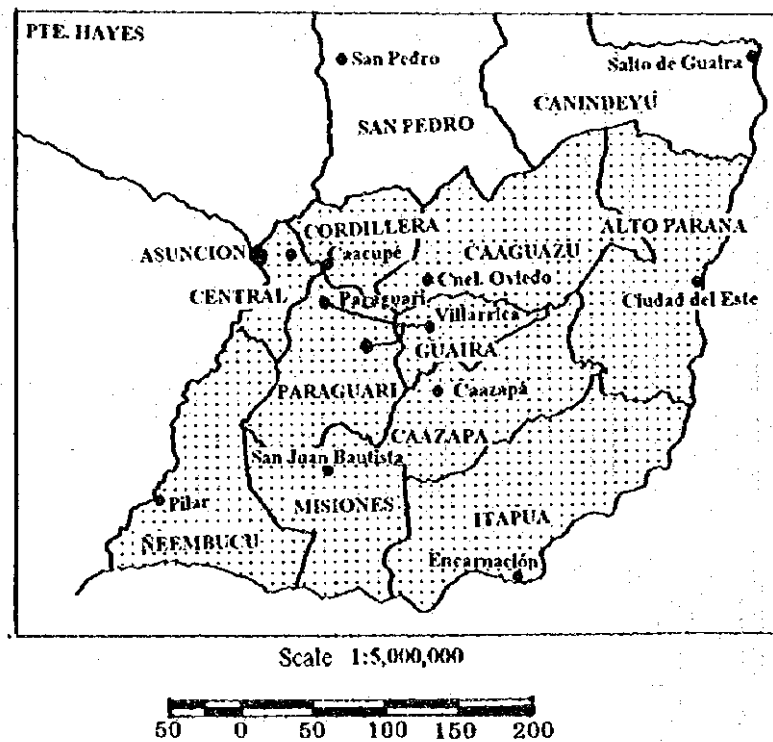 PTE. HAYES
San Pedro
Salto de Guaira
CANINDEYÚ
SAN PEDRO
CORDILLERA
ALTO PARANA
ASUNCION
Caacupé
CAAGUAZU
Cnel. Oviedo
CENTRAL
Paraguari
Ciudad del Este
Villarrica
GUAIRA
PARAGUARI
Caazapá
CAAZAPA
San Juan Bautista
Pilar
MISIONES
ITAPUA
ÑEEMBUCU
Encarnación
Scale 1:5,000,000
50 0 50 100 150 200